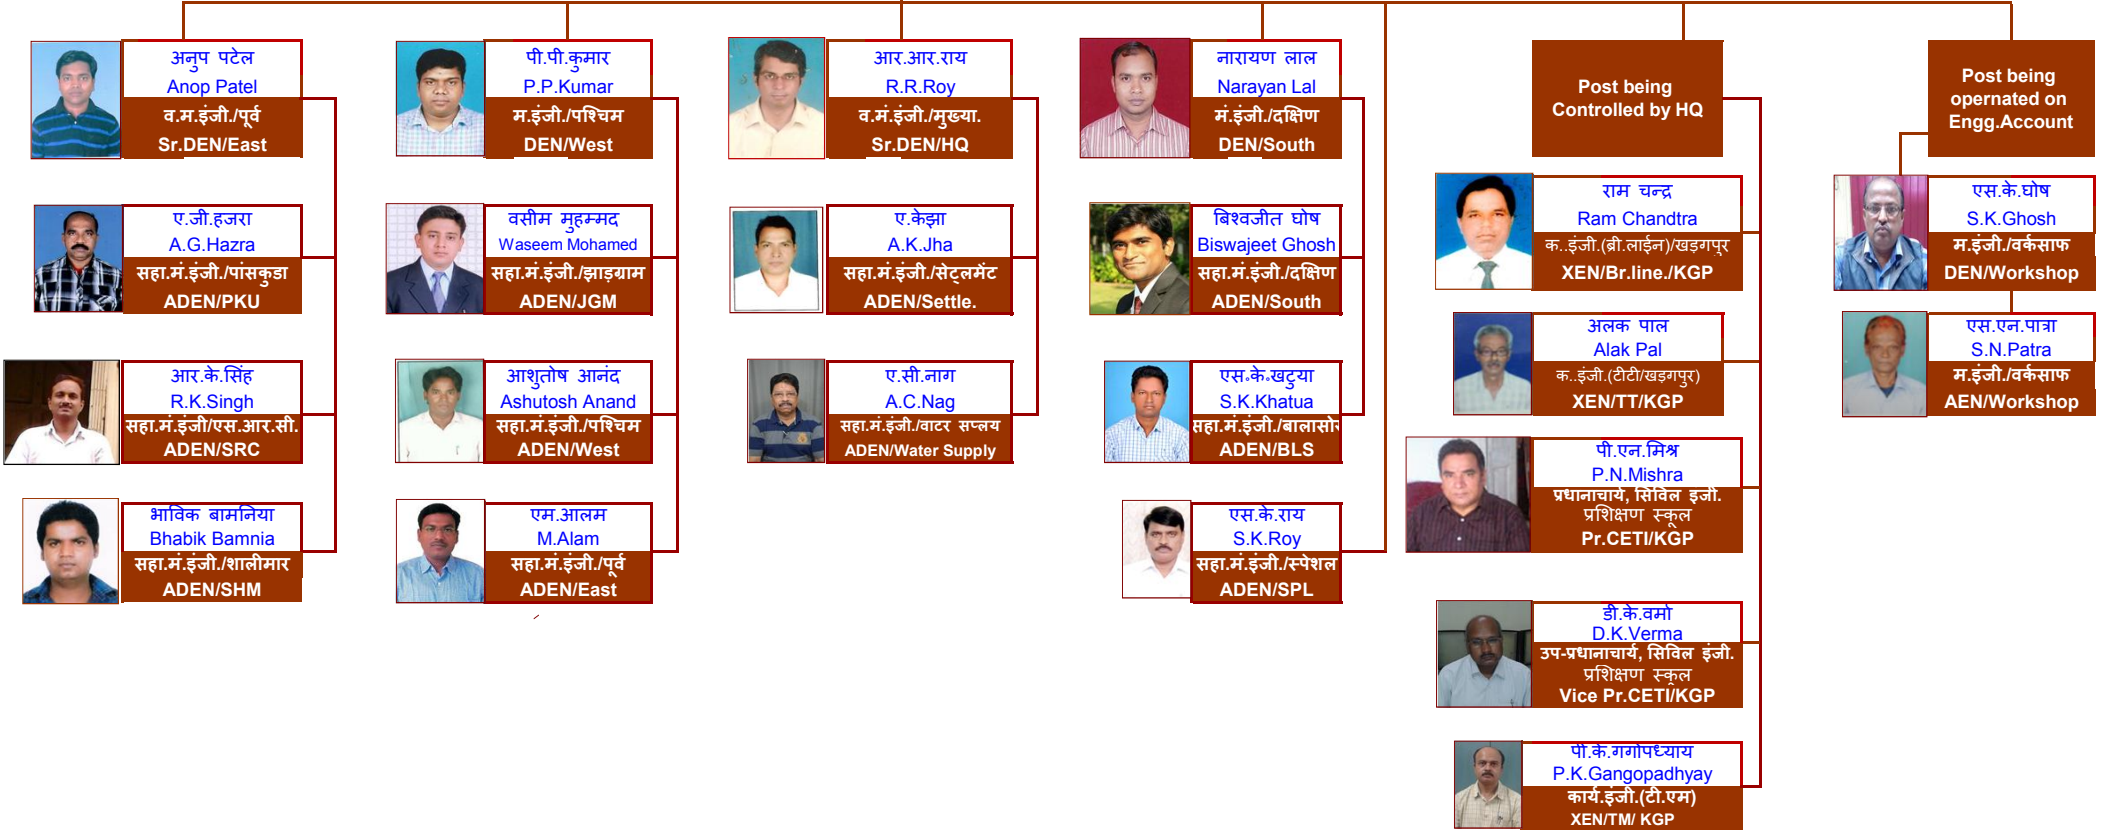 अनुप पटेल
Anop Patel
व.म.इंजी./पूर्व
Sr.DEN/East
ए.जी.हजरा
A.G.Hazra
सहा.मं.इंजी./पांसकुडा
ADEN/PKU
आर.के.सिंह
R.K.Singh
सहा.मं.इंजी/एस.आर.सी.
ADEN/SRC
भाविक बामनिया
Bhabik Bamnia
सहा.मं.इंजी./शालीमार
ADEN/SHM
पी.पी.कुमार
P.P.Kumar
म.इंजी./पश्चिम
DEN/West
वसीम मुहम्मद
Waseem Mohamed
सहा.मं.इंजी./झाड़ग्राम
ADEN/JGM
आशुतोष आनंद
Ashutosh Anand
सहा.मं.इंजी./पश्चिम
ADEN/West
एम.आलम
M.Alam
सहा.मं.इंजी./पूर्व
ADEN/East
आर.आर.राय
R.R.Roy
व.मं.इंजी./मुख्या.
Sr.DEN/HQ
ए.केझा
A.K.Jha
सहा.मं.इंजी./सेट्लमेंट
ADEN/Settle.
ए.सी.नाग
A.C.Nag
सहा.मं.इंजी./वाटर सप्लय
ADEN/Water Supply
नारायण लाल
Narayan Lal
मं.इंजी./दक्षिण
DEN/South
बिश्वजीत घोष
Biswajeet Ghosh
सहा.मं.इंजी./दक्षिण
ADEN/South
एस॰के॰खटुया
S.K.Khatua
सहा.मं.इंजी./बालासोर
ADEN/BLS
एस.के.राय
S.K.Roy
सहा.मं.इंजी./स्पेशल
ADEN/SPL
Post being
Controlled by HQ
राम चन्द्र
Ram Chandtra
क..इंजी.(ब्री.लाईन)/खड़गपुर
XEN/Br.line./KGP
अलक पाल
Alak Pal
क..इंजी.(टीटी/खड़गपुर)
XEN/TT/KGP
पी.एन.मिश्र
P.N.Mishra
प्रधानाचार्य, सिविल इजी.
प्रशिक्षण स्कूल
Pr.CETI/KGP
डी.के.वर्मा
D.K.Verma
उप-प्रधानाचार्य, सिविल इंजी.
प्रशिक्षण स्कूल
Vice Pr.CETI/KGP
पी.के.गगोपध्याय
P.K.Gangopadhyay
कार्य.इंजी.(टी.एम)
XEN/TM/ KGP
Post being
opernated on
Engg.Account
एस.के.घोष
S.K.Ghosh
म.इंजी./वर्कसाफ
DEN/Workshop
एस.एन.पात्रा
S.N.Patra
म.इंजी./वर्कसाफ
AEN/Workshop